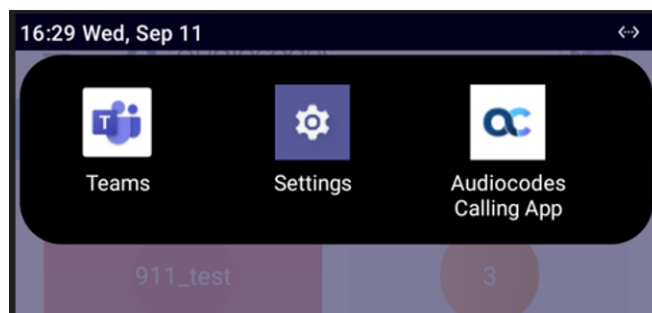 16:29 Wed, Sep 11
Teams
Settings
Audiocodes
Calling App
911_test
3